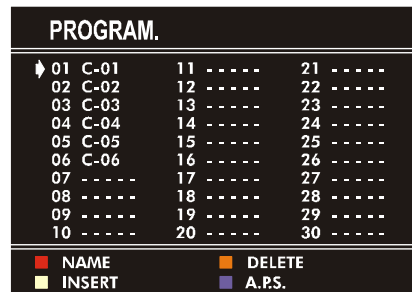 PROGRAM.
01 C-01 11 - - - - - 21 - - - - -
02 C-02 12 - - - - - 22 - - - - -
03 C-03 13 - - - - - 23 - - - - -
04 C-04 14 - - - - - 24 - - - - -
05 C-05 15 - - - - - 25 - - - - -
06 C-06 16 - - - - - 26 - - - - -
07 - - - - - 17 - - - - - 27 - - - - -
08 - - - - - 18 - - - - - 28 - - - - -
09 - - - - - 19 - - - - - 29 - - - - -
10 - - - - - 20 - - - - - 30 - - - - -
NAME DELETE
INSERT A.P.S.